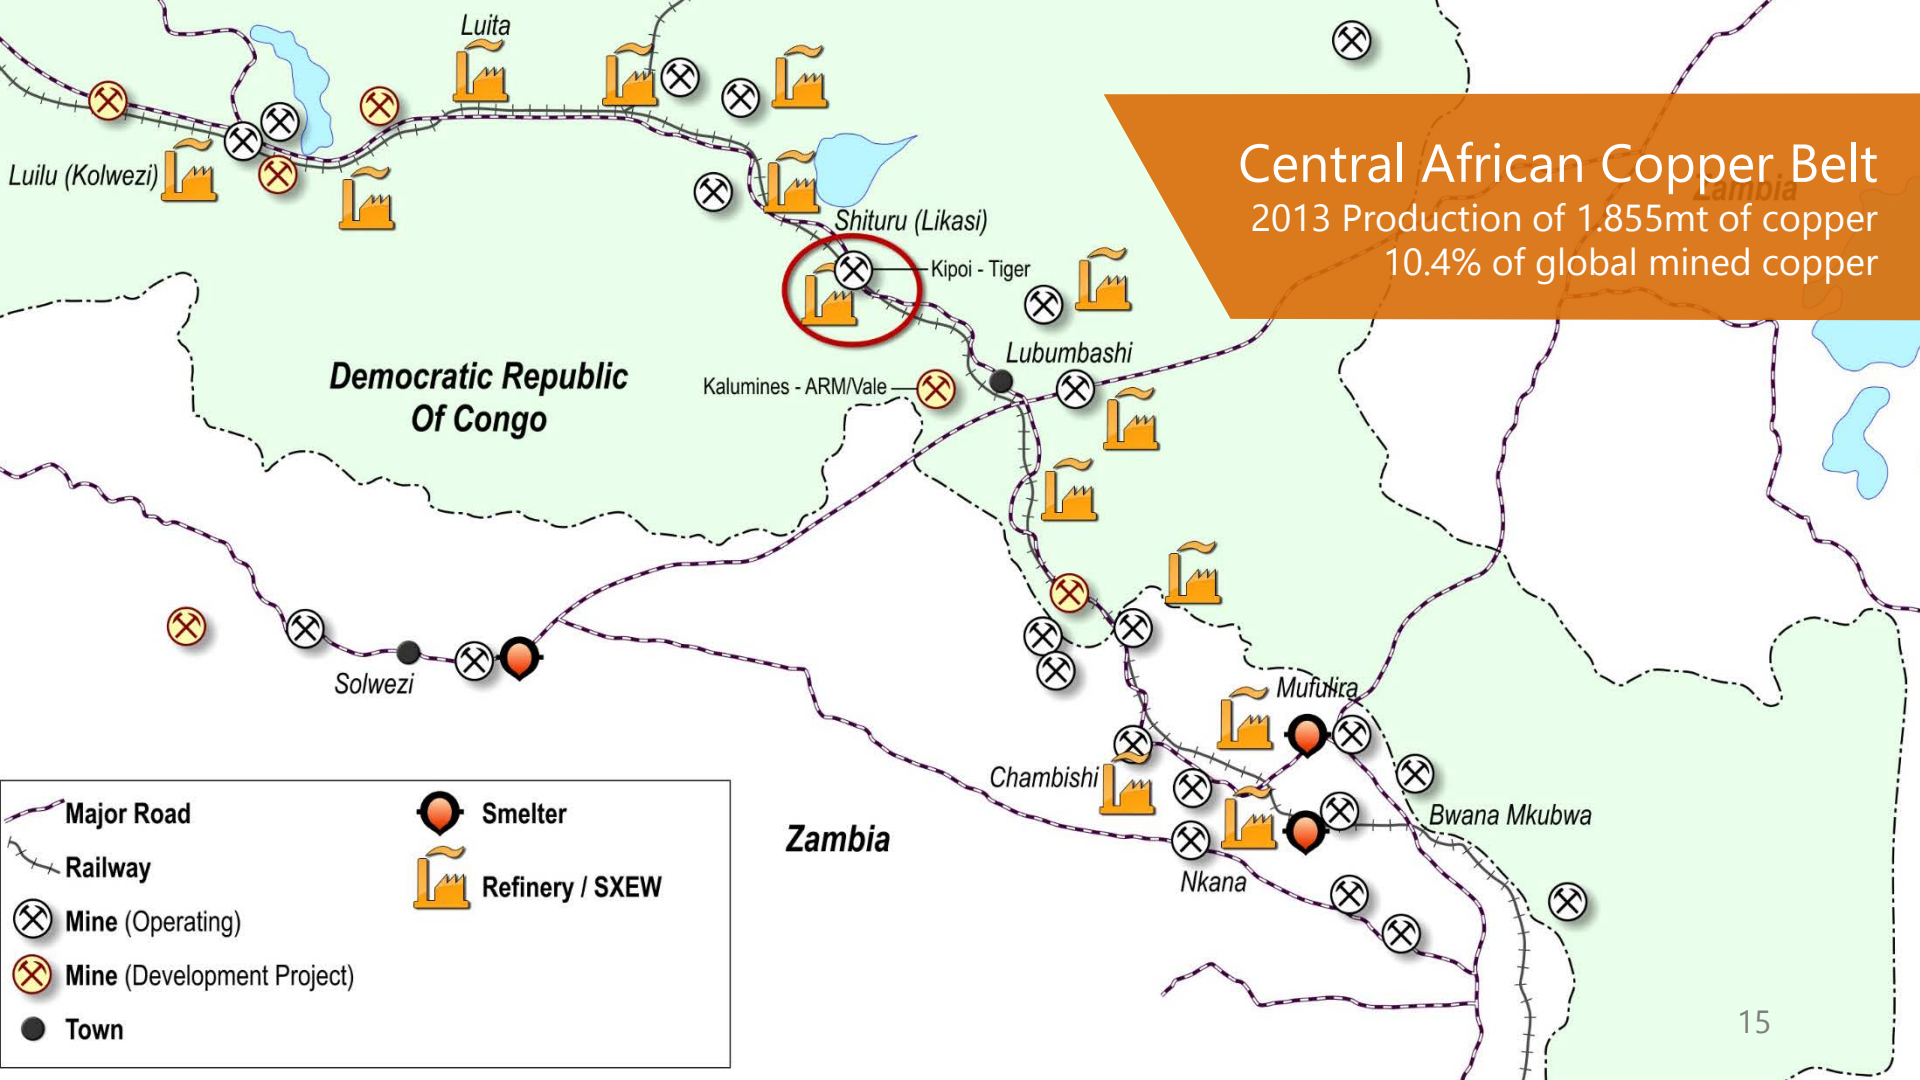 Luita
Central African Copper Belt
Zambia
2013 Production of 1.855mt of copper
10.4% of global mined copper
Luilu (Kolwezi)
Shituru (Likasi)
Kipoi - Tiger
Lubumbashi
Democratic Republic
Of Congo
Kalumines - ARM/Vale
Solwezi
Mufulira
Chambishi
Bwana Mkubwa
Zambia
Nkana
Major Road
Railway
Mine (Operating)
Mine (Development Project)
Town
Smelter
Refinery / SXEW
15